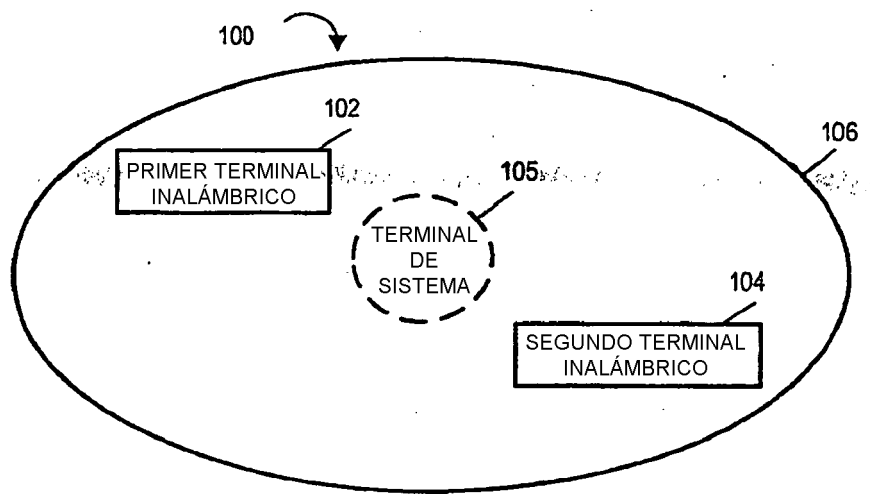 100
102
106
PRIMER TERMINAL
INALÁMBRICO
105
TERMINAL
DE
SISTEMA
104
SEGUNDO TERMINAL
INALÁMBRICO